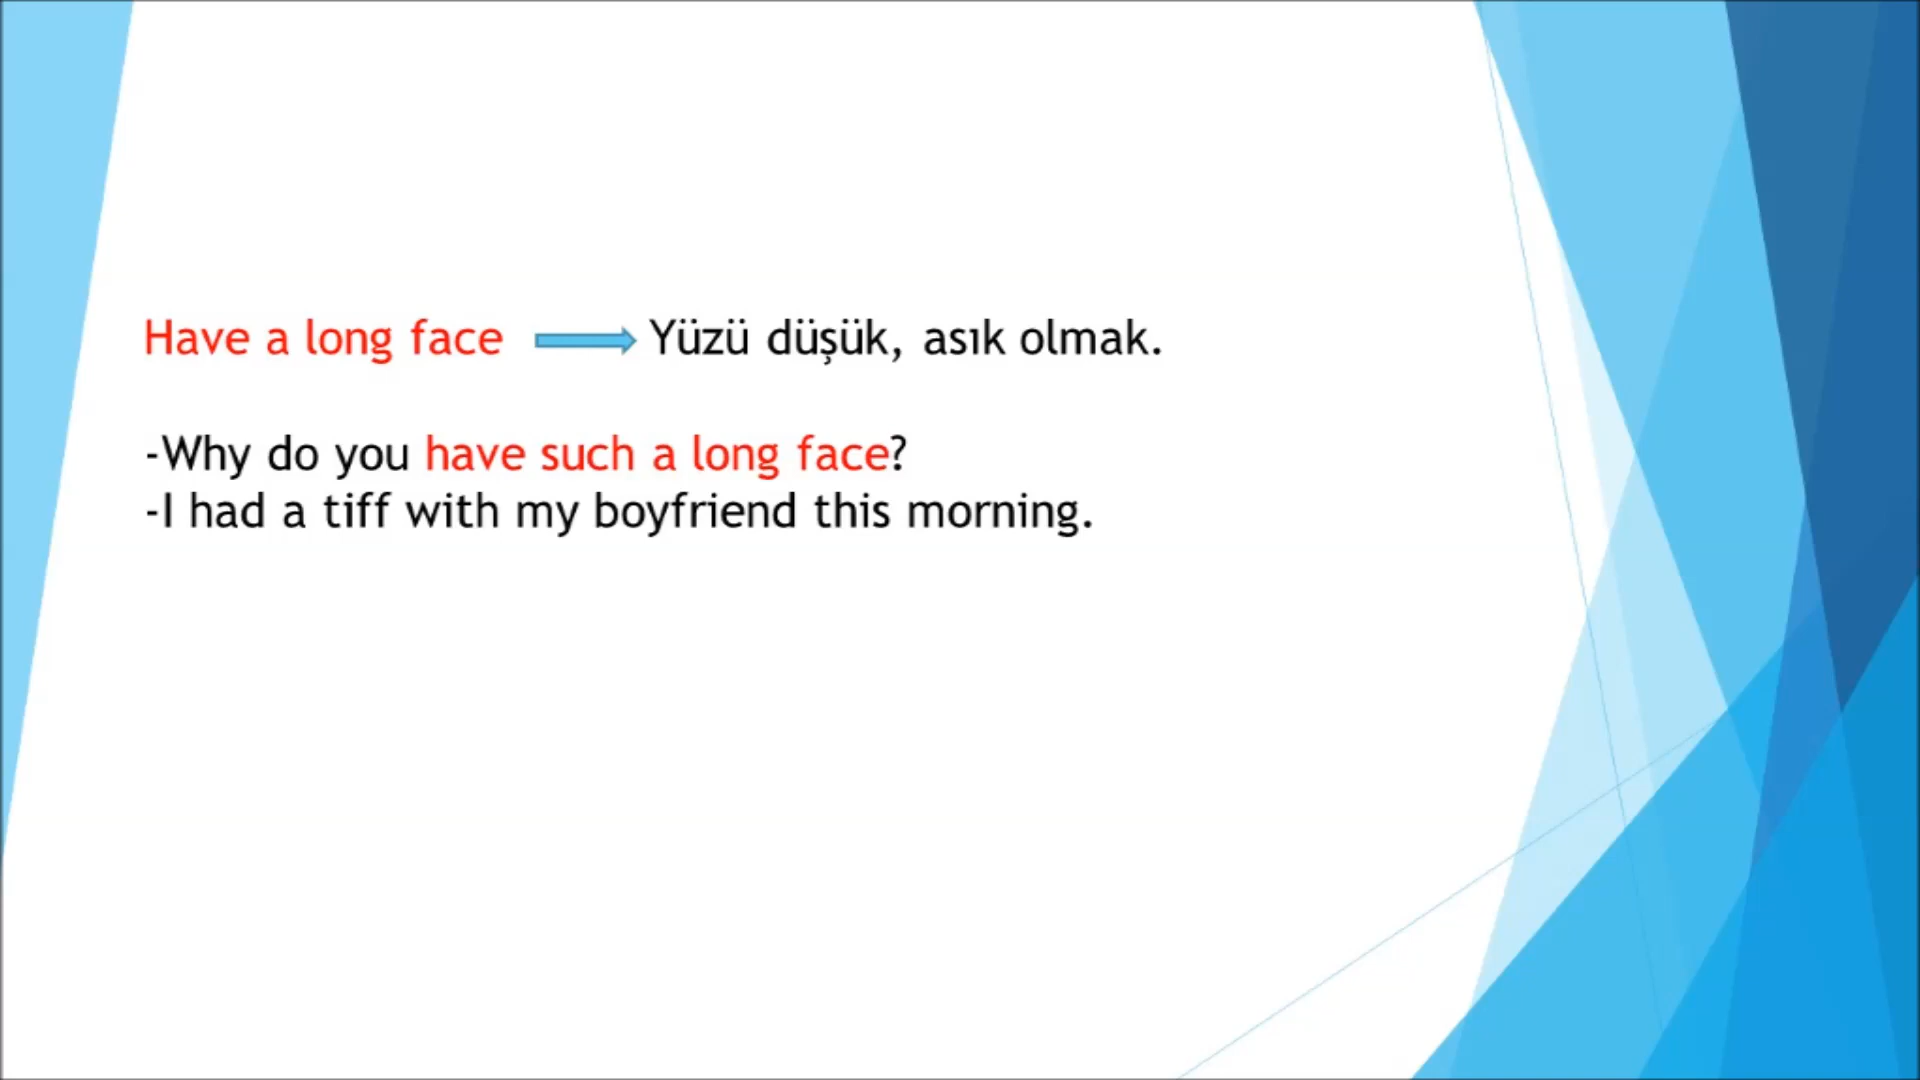 Have a long face Yüzü düşük, asık olmak.
-Why do you have such a long face?
-I had a tiff with my boyfriend this morning.